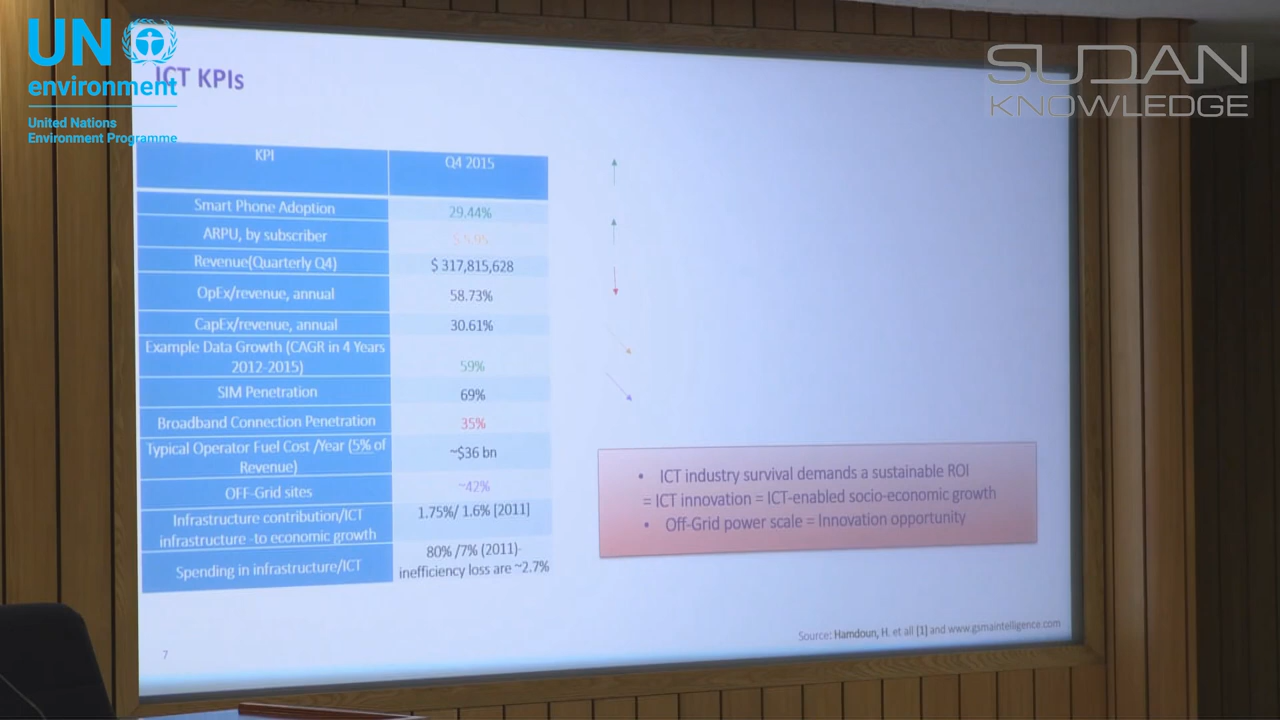 UN
environment
United Nations
Environment Programme
SUDAN
KNOWLEDGE
ICT KPIs
KPI
Q4 2015
Smart Phone Adoption
29.44%
ARPU, by subscriber
Revenue(Quarterly Q4)
$ 317,815,628
OpEx/revenue, annual
58.73%
CapEx/revenue, annual
30.61%
Example Data Growth (CAGR in 4 Years
2012-2015)
59%
SIM Penetration
69%
Broadband Connection Penetration
35%
Typical Operator Fuel Cost /Year (5% of
Revenue)
~$36 bn
OFF-Grid sites
~42%
Infrastructure contribution/ICT
infrastructure -to economic growth
1.75%/ 1.6% [2011]
Spending in infrastructure/ICT
80% /7% (2011)-
inefficiency loss are ~2.7%
• ICT industry survival demands a sustainable ROI
= ICT innovation = ICT-enabled socio-economic growth
• Off-Grid power scale = Innovation opportunity
Source: Hamdoun, H. et all [1] and www.gsmaintelligence.com
7